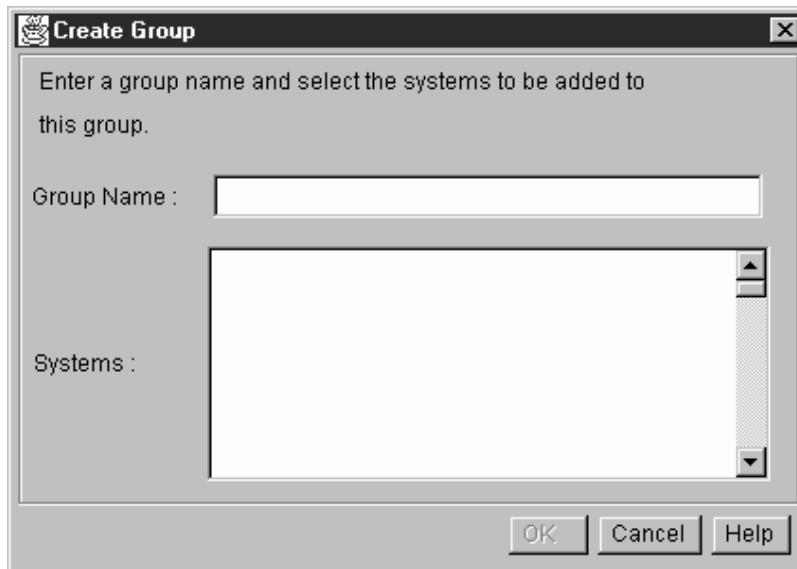 Create Group
Enter a group name and select the systems to be added to
this group.
Group Name :
Systems :
OK Cancel Help